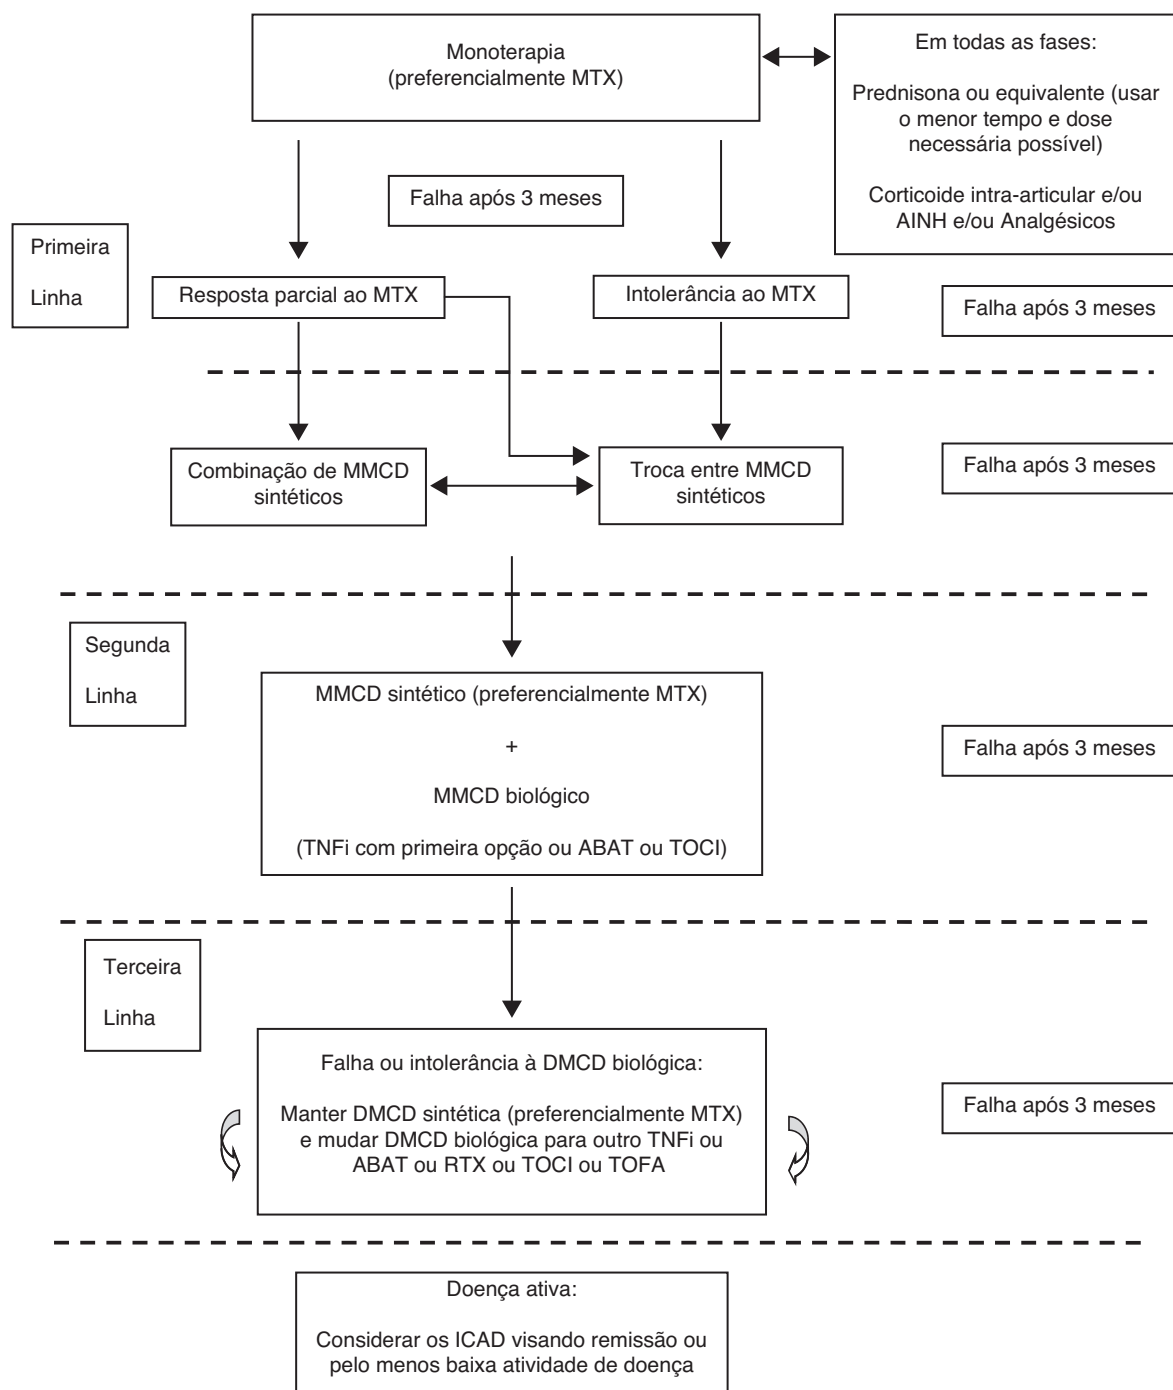 Monoterapia
(preferencialmente MTX)
Em todas as fases:
Prednisona ou equivalente (usar
o menor tempo e dose
necessária possível)
Corticoide intra-articular e/ou
AINH e/ou Analgésicos
Falha após 3 meses
Primeira
Linha
Resposta parcial ao MTX
Intolerância ao MTX
Falha após 3 meses
Combinação de MMCD
sintéticos
Troca entre MMCD
sintéticos
Falha após 3 meses
Segunda
Linha
MMCD sintético (preferencialmente MTX)
+
MMCD biológico
(TNFi com primeira opção ou ABAT ou TOCI)
Falha após 3 meses
Terceira
Linha
Falha ou intolerância à DMCD biológica:
Manter DMCD sintética (preferencialmente MTX)
e mudar DMCD biológica para outro TNFi ou
ABAT ou RTX ou TOCI ou TOFA
Falha após 3 meses
Doença ativa:
Considerar os ICAD visando remissão ou
pelo menos baixa atividade de doença